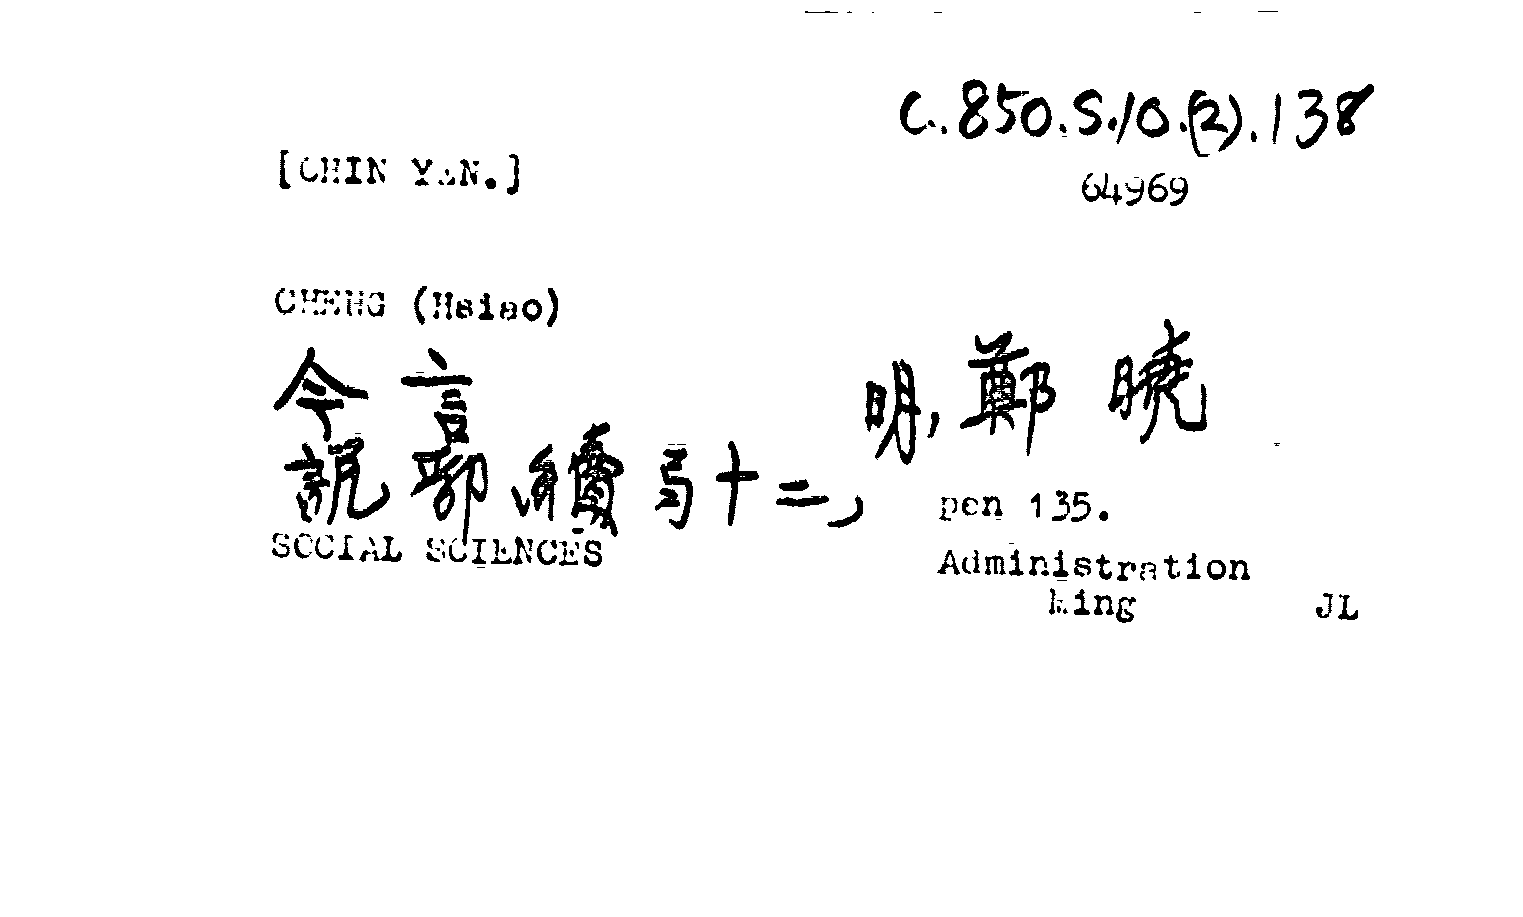 C.850.S.10.(2).138
64969
[CHIN YEN.]
CHENG (Hsiao)
今言 明,鄭曉
說郛續号十二, pen 135.
SOCIAL SCIENCES Administration
Ming JL